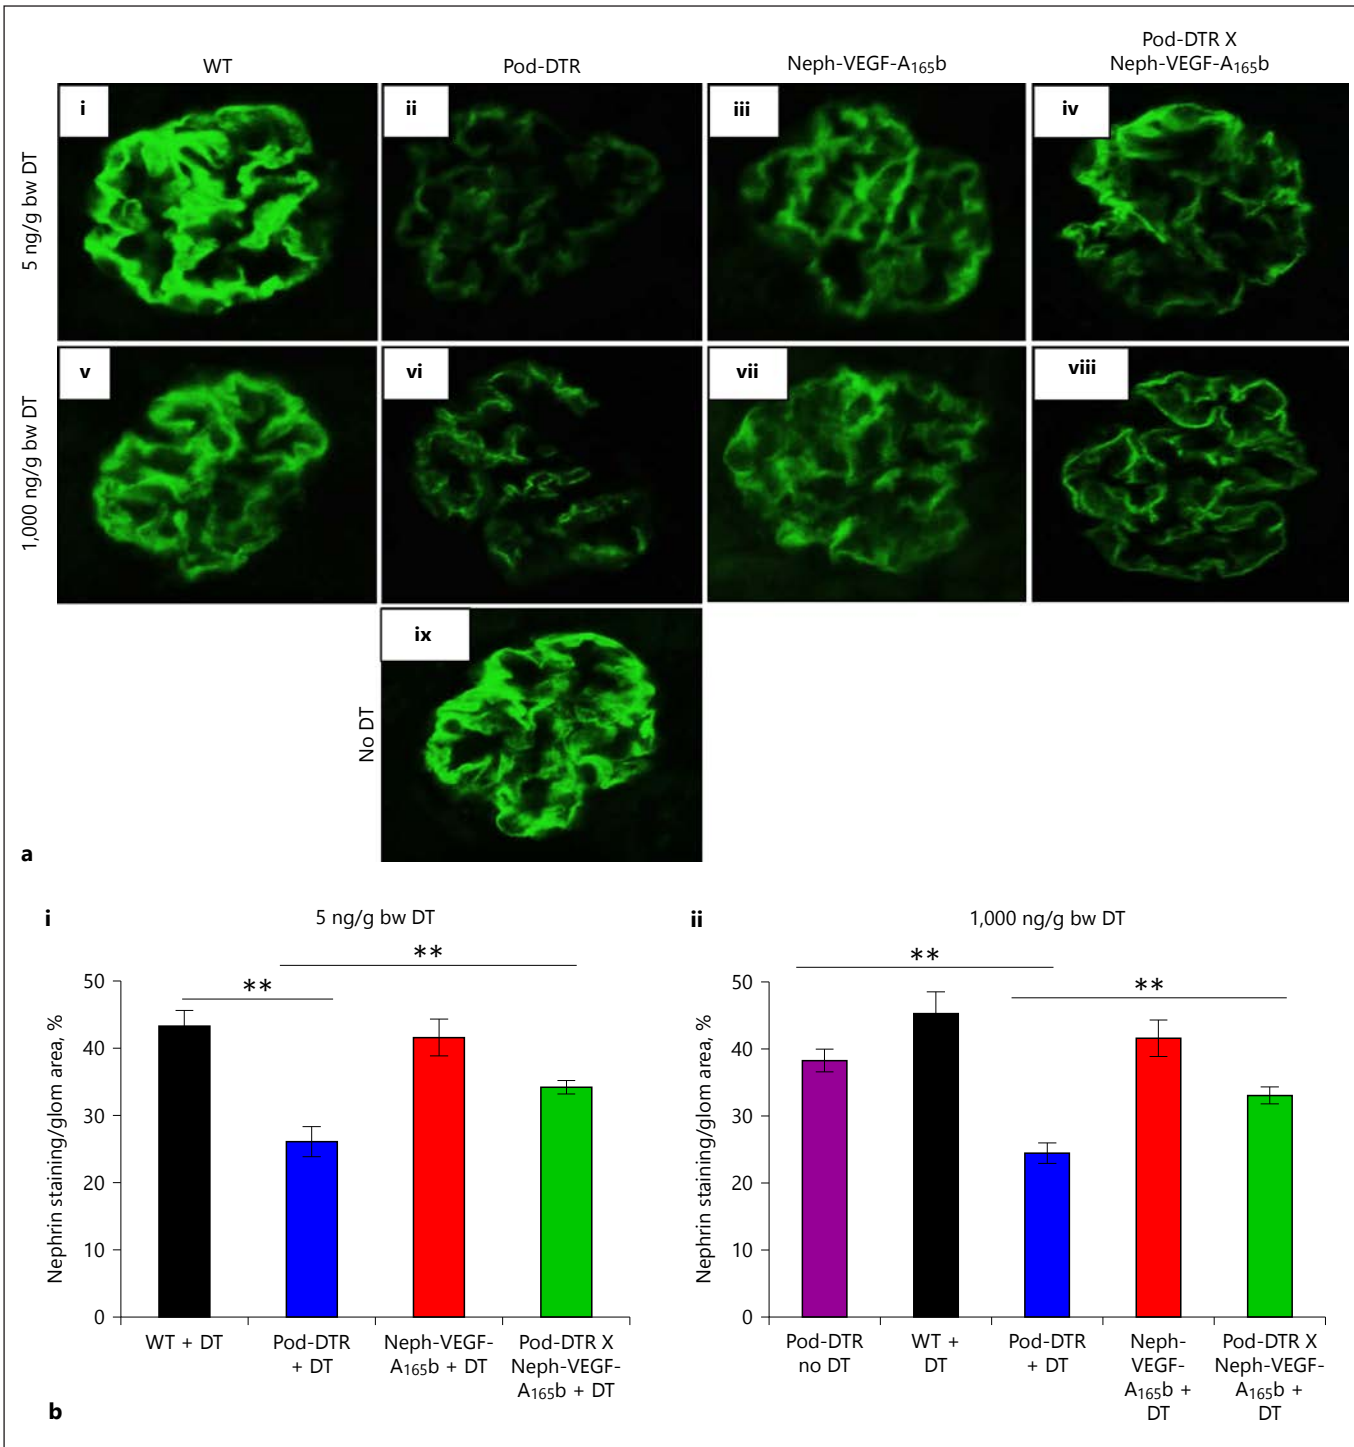 WT
Pod-DTR
Neph-VEGF-A₁₆₅b
Pod-DTR X
Neph-VEGF-A₁₆₅b
5 ng/g bw DT
i
ii
iii
iv
1,000 ng/g bw DT
v
vi
vii
viii
No DT
ix
a
i
5 ng/g bw DT
Nephrin staining/glom area, %
50
40
30
20
10
0
**
**
WT + DT
Pod-DTR
+ DT
Neph-VEGF-
A₁₆₅b + DT
Pod-DTR X
Neph-VEGF-
A₁₆₅b + DT
ii
1,000 ng/g bw DT
Nephrin staining/glom area, %
50
40
30
20
10
0
**
**
Pod-DTR
no DT
WT +
DT
Pod-DTR
+ DT
Neph-
VEGF-
A₁₆₅b +
DT
Pod-DTR X
Neph-VEGF-
A₁₆₅b +
DT
b